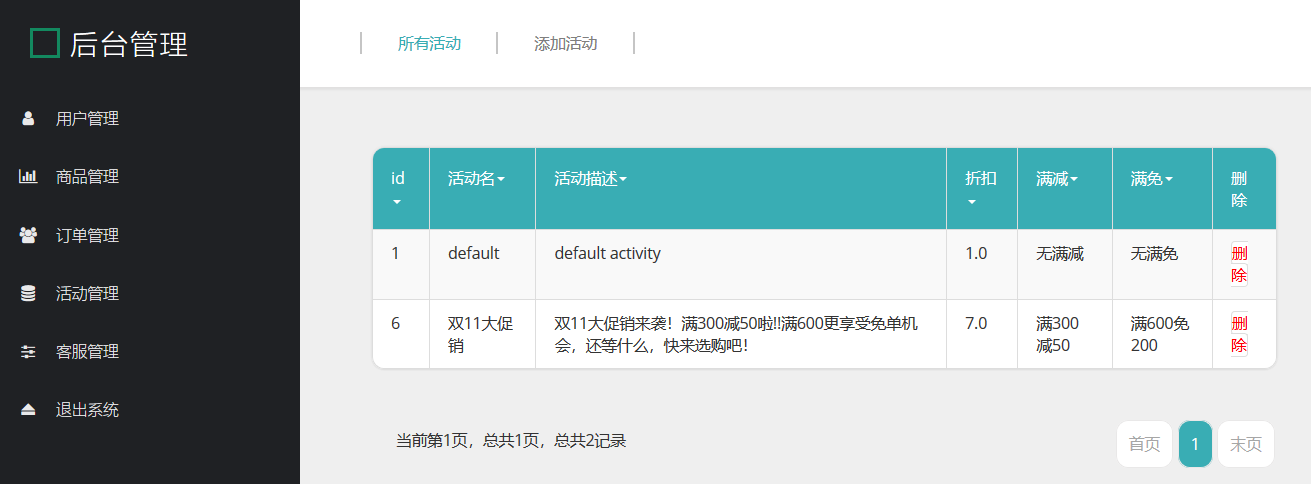 后台管理
用户管理
商品管理
订单管理
活动管理
客服管理
退出系统
所有活动
添加活动
id
活动名
活动描述
折扣
满减
满免
删
除
1
default
default activity
1.0
无满减
无满免
删
除
6
双11大促
销
双11大促销来袭！满300减50啦!!满600更享受免单机
会，还等什么，快来选购吧!
7.0
满300
减50
满600免
200
删
除
当前第1页，总共1页，总共2记录
首页
1
末页